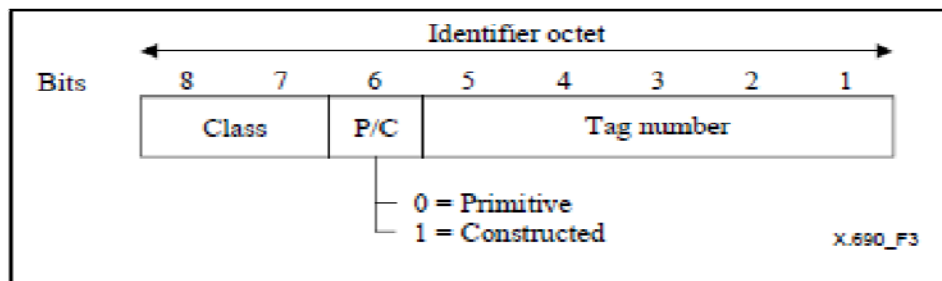 Identifier octet
Bits 8 7 6 5 4 3 2 1
Class P/C Tag number
0 = Primitive
1 = Constructed
X.690_F3